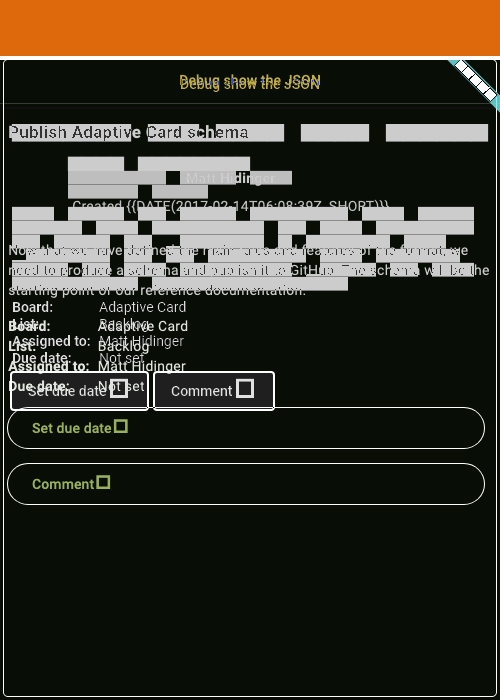 Debug show the JSON
Debug show the JSON
Publish Adaptive Card schema
Matt Hidinger
Created {{DATE(2017-02-14T06:08:39Z, SHORT)}}
Now that we have defined the main rules and features of the format, we
need to produce a schema and publish it to GitHub. The schema will be the
starting point of our reference documentation.
Board: Adaptive Card
List: Backlog
Assigned to: Matt Hidinger
Due date: Not set
Board: Adaptive Card
List: Backlog
Assigned to: Matt Hidinger
Due date: Not set
Set due date
Comment
Set due date
Comment